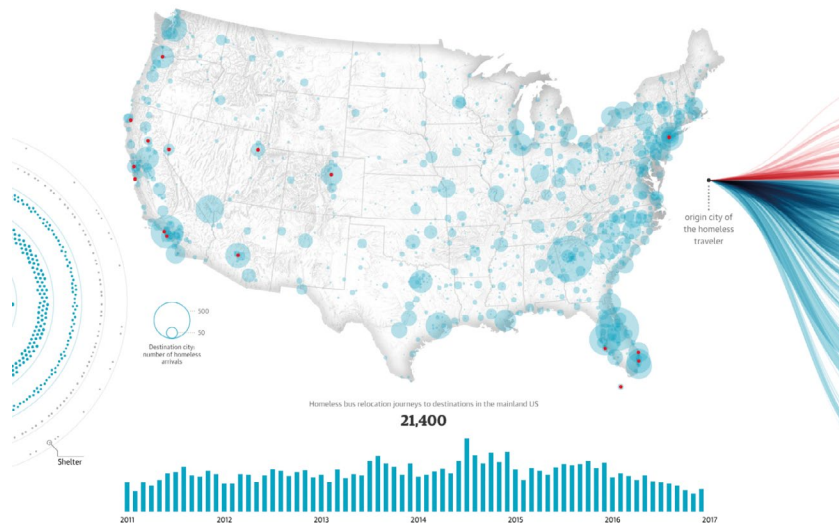 origin city of
the homeless
traveler
500
50
Destination city:
number of homeless
arrivals
Homeless bus relocation journeys to destinations in the mainland US
21,400
Shelter
2011 2012 2013 2014 2015 2016 2017